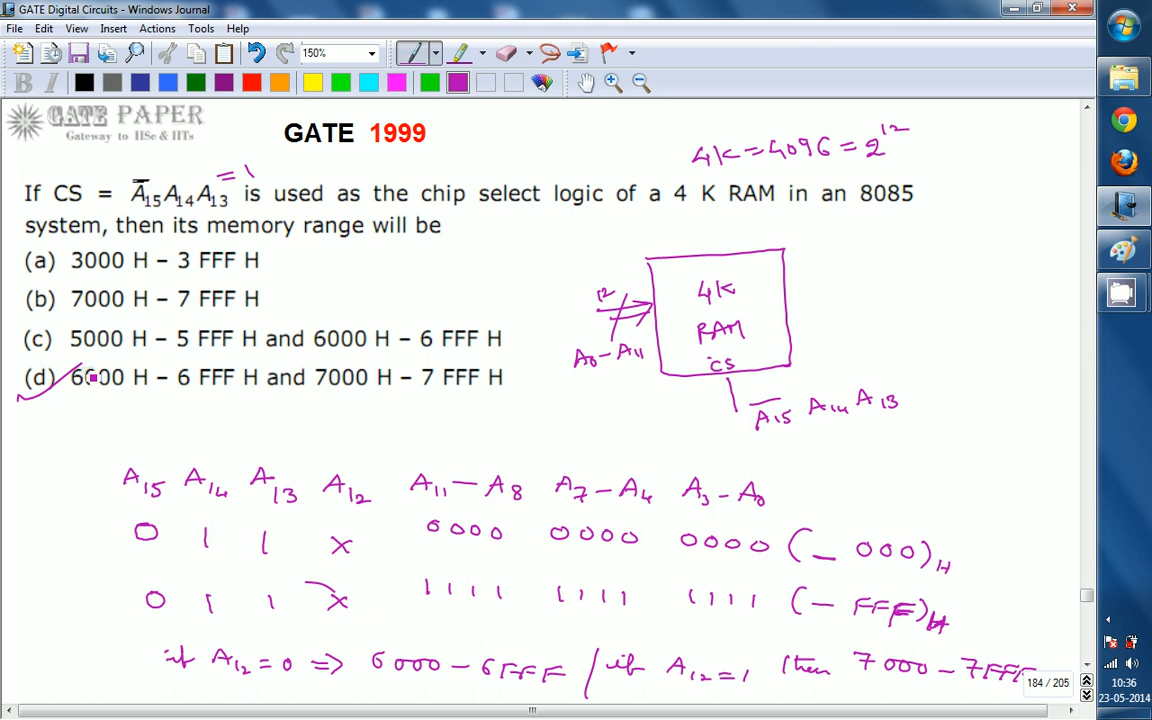 GATE Digital Circuits - Windows Journal
File Edit View Insert Actions Tools Help
150%
B I
GATE PAPER
Gateway to IISc & IITs
GATE 1999
4K = 4096 = 2^12
= 1
If CS = A̅15A14A13 is used as the chip select logic of a 4 K RAM in an 8085
system, then its memory range will be
(a) 3000 H – 3 FFF H
(b) 7000 H – 7 FFF H
(c) 5000 H – 5 FFF H and 6000 H – 6 FFF H
(d) 6000 H – 6 FFF H and 7000 H – 7 FFF H
12
A0 - A11
4K
RAM
CS
A̅15 A14 A13
A15 A14 A13 A12 A11 — A8 A7 — A4 A3 - A0
0 1 1 x 0000 0000 0000 (_ 000)H
0 1 1 x 1111 1111 1111 (— FFF)H
if A12 = 0 => 6000 - 6FFF / if A12 = 1 then 7000 - 7FFF
184 / 205
10:36
23-05-2014